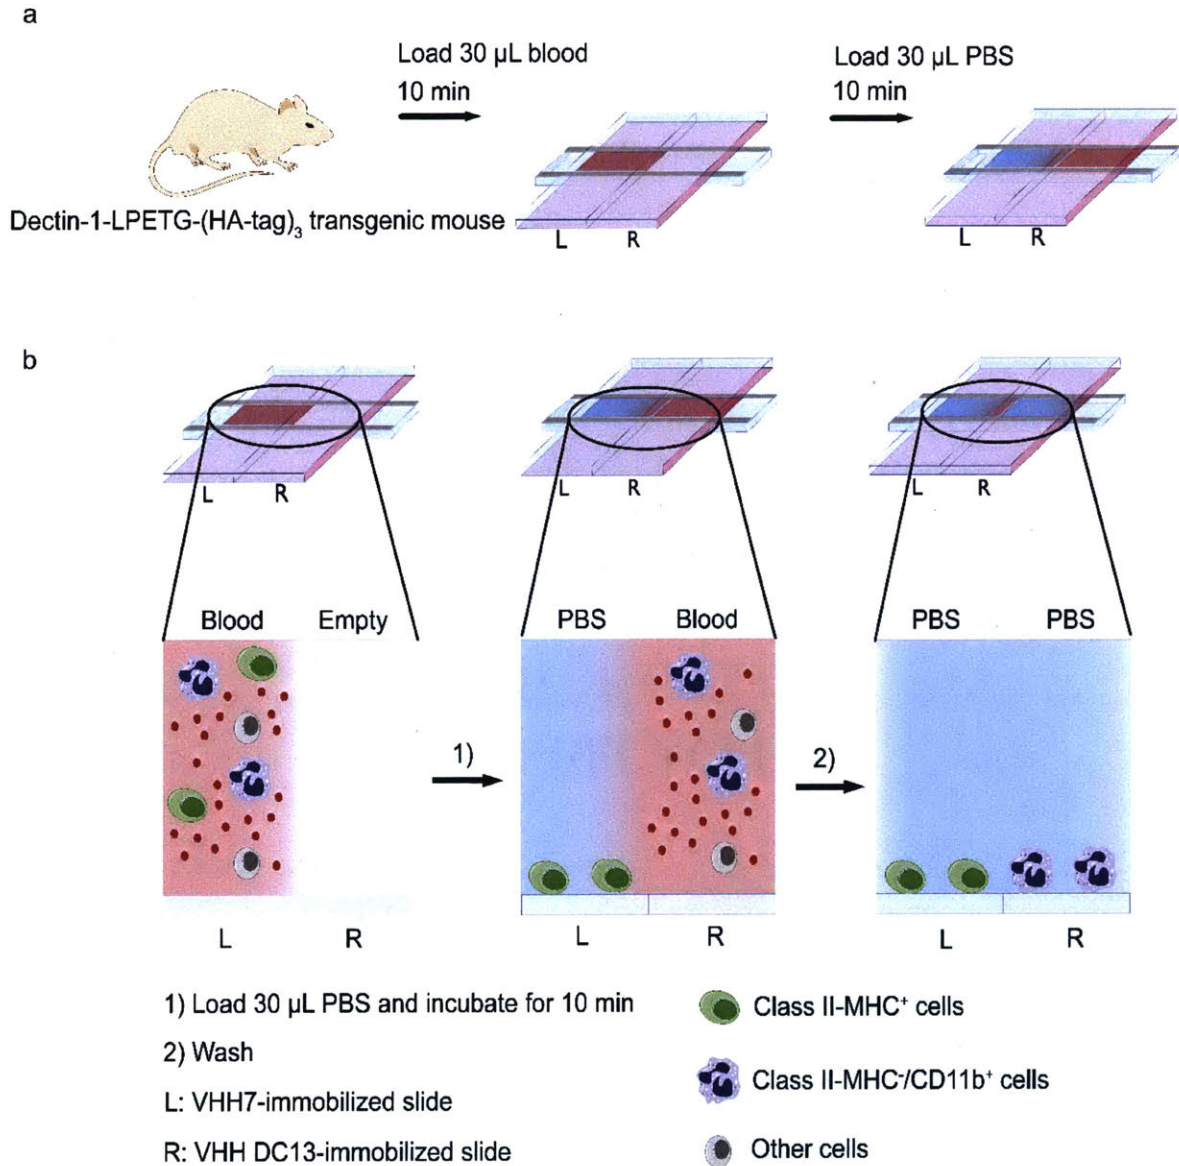 a
Load 30 µL blood
10 min
Load 30 µL PBS
10 min
Dectin-1-LPETG-(HA-tag)₃ transgenic mouse
L R
L R
b
L R
L R
L R
Blood Empty
PBS Blood
PBS PBS
1)
2)
L R
L R
L R
1) Load 30 µL PBS and incubate for 10 min
2) Wash
L: VHH7-immobilized slide
R: VHH DC13-immobilized slide
Class II-MHC⁺ cells
Class II-MHC⁻/CD11b⁺ cells
Other cells